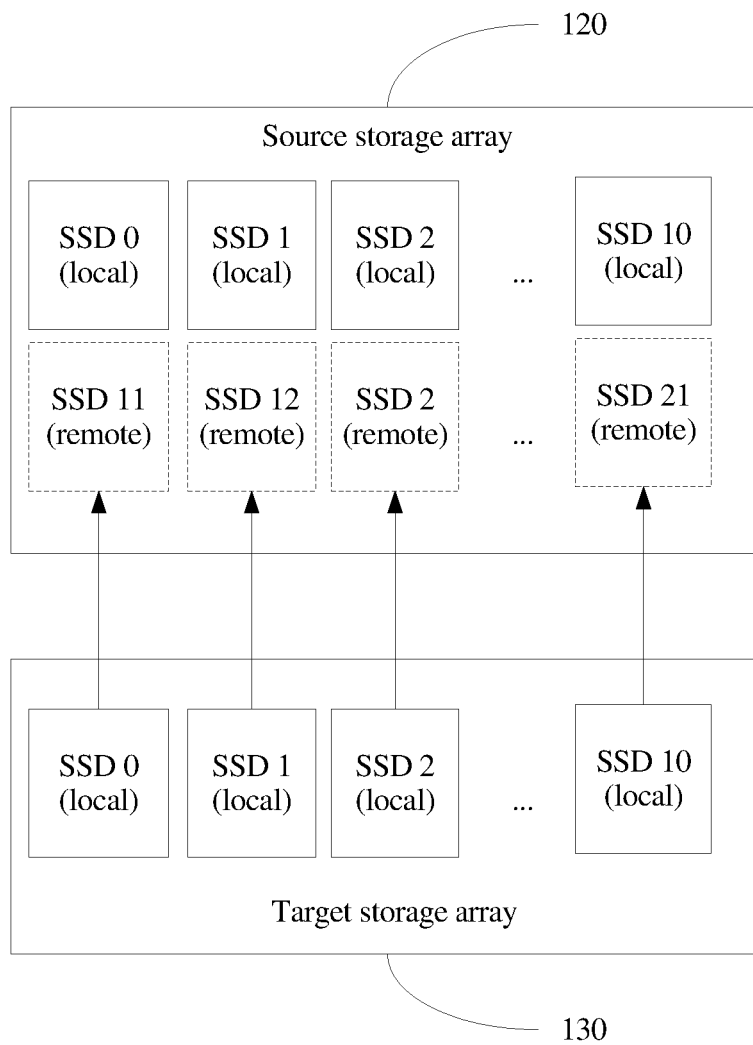 120
Source storage array
SSD 0
(local)
SSD 1
(local)
SSD 2
(local)
...
SSD 10
(local)
SSD 11
(remote)
SSD 12
(remote)
SSD 2
(remote)
...
SSD 21
(remote)
SSD 0
(local)
SSD 1
(local)
SSD 2
(local)
...
SSD 10
(local)
Target storage array
130